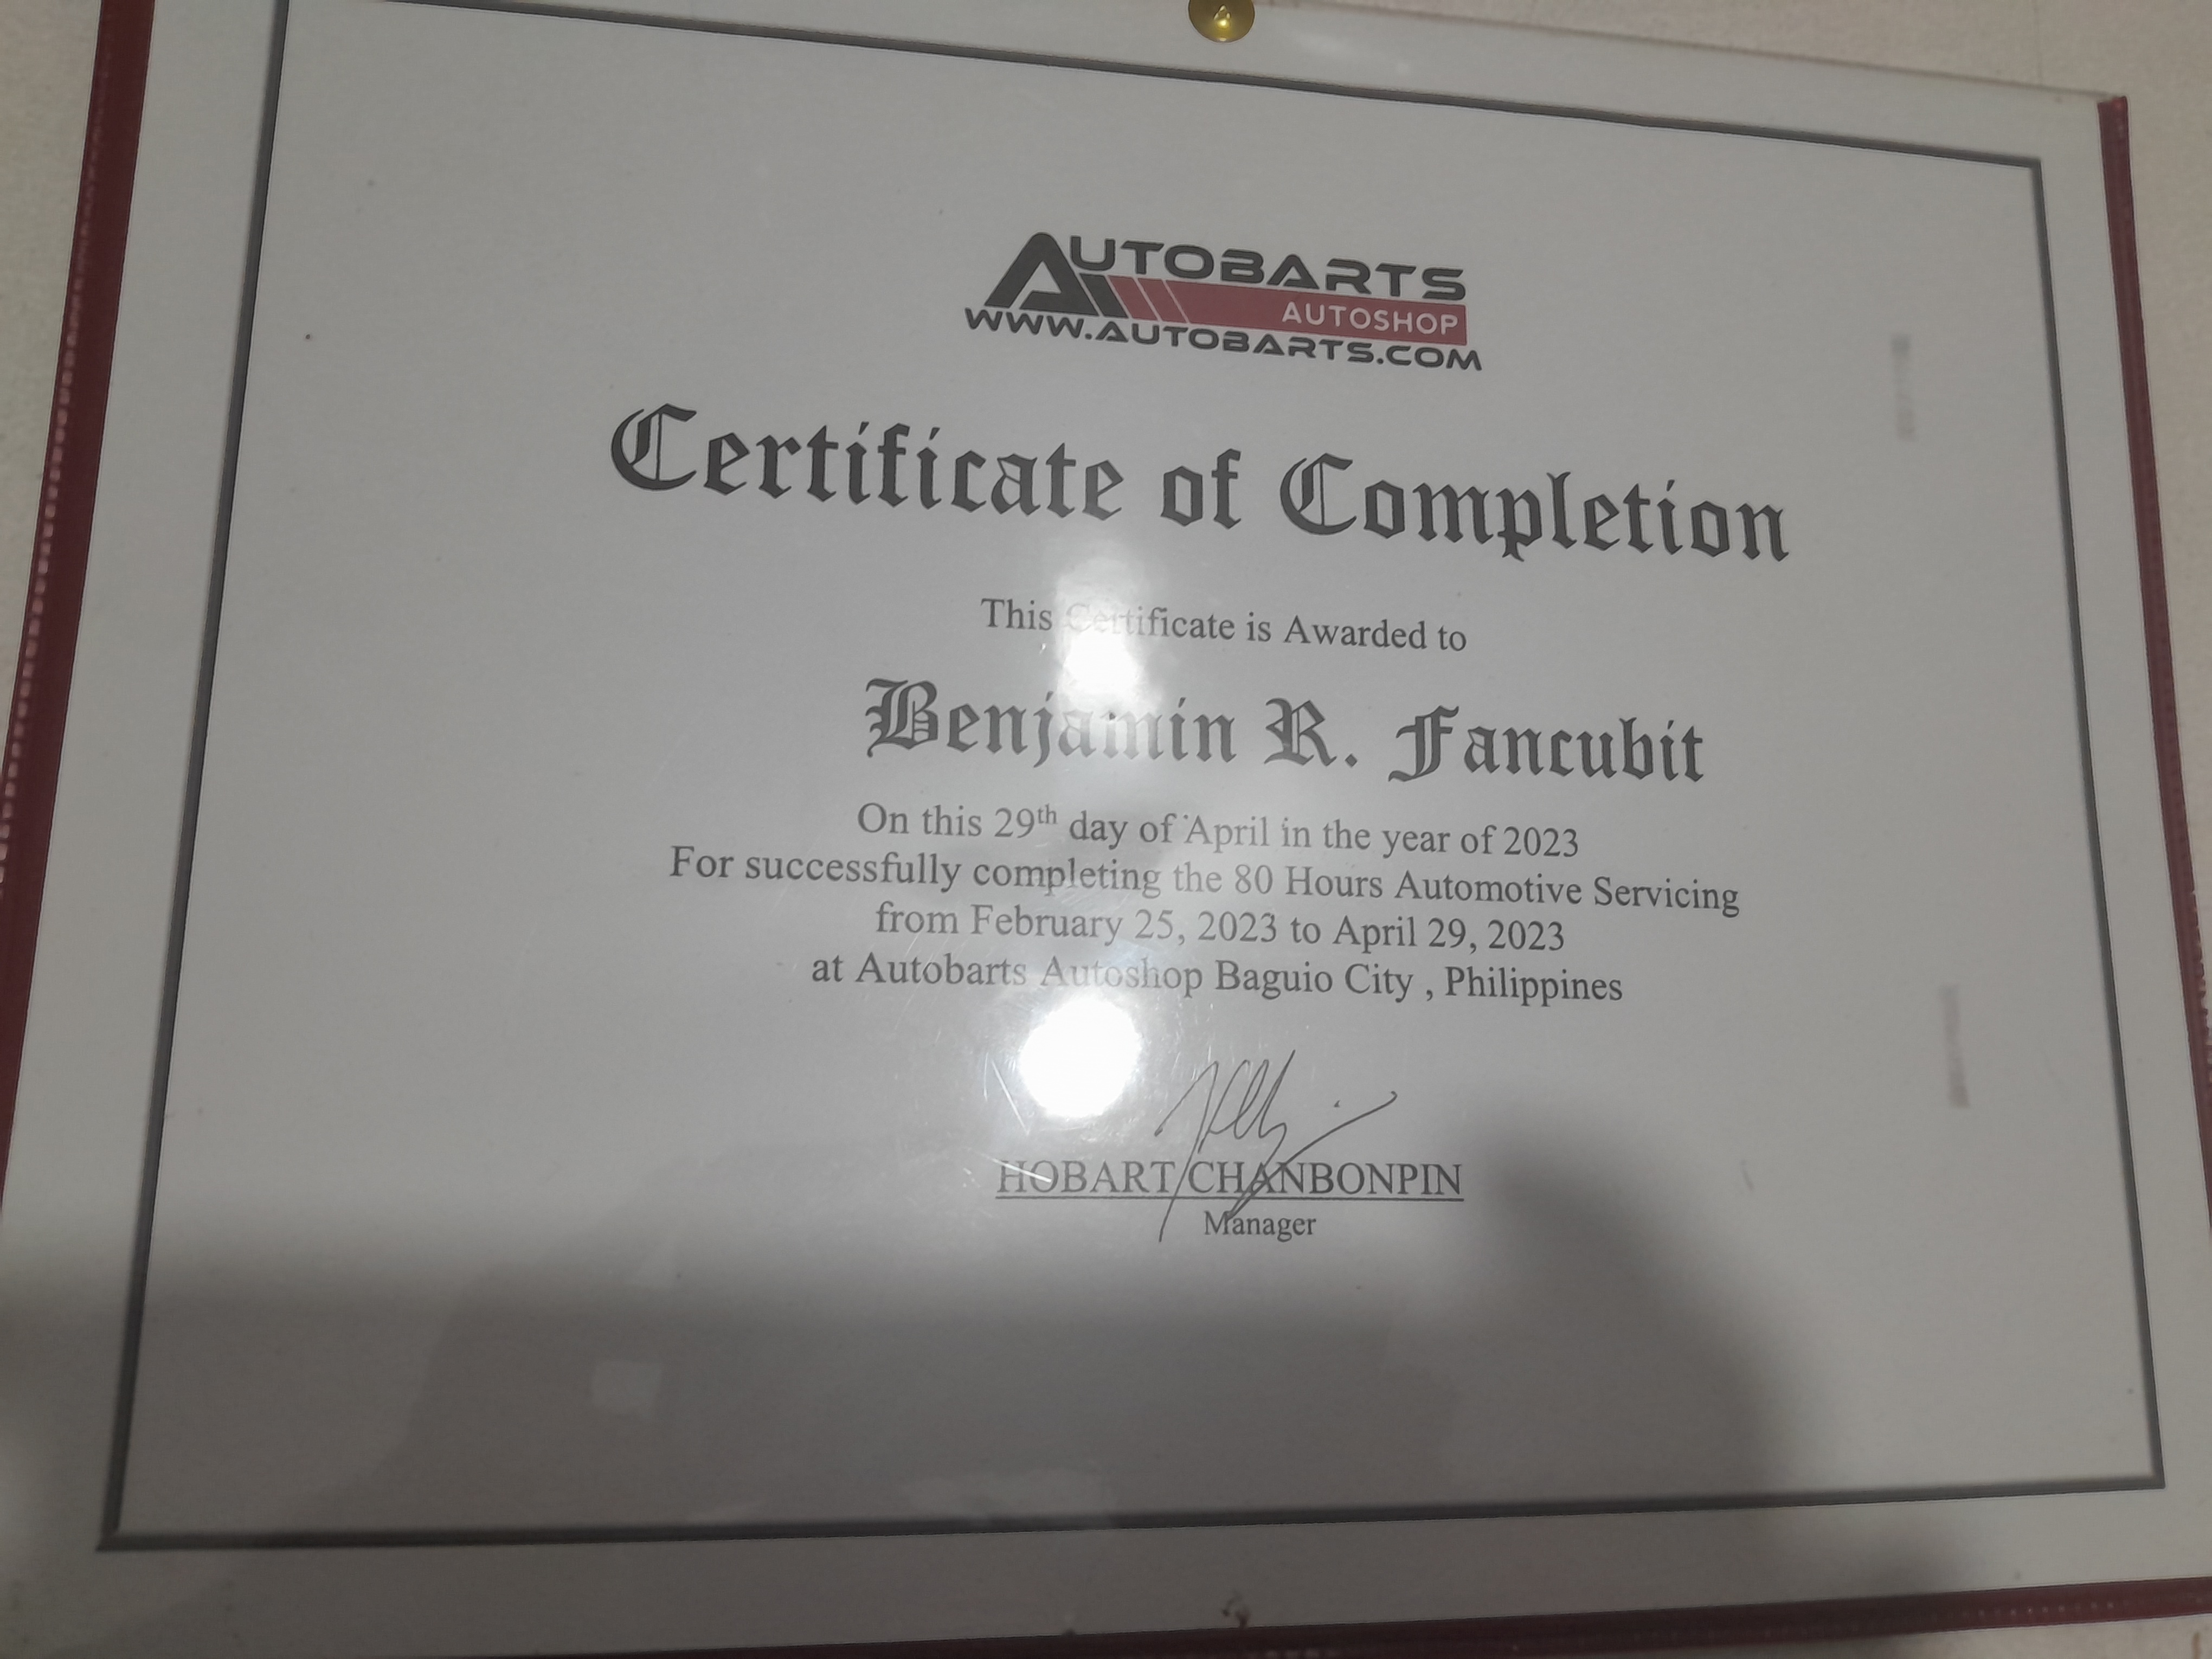 AUTOBARTS
AUTOSHOP
WWW.AUTOBARTS.COM
Certificate of Completion
This Certificate is Awarded to
Benjamin R. Fancubit
On this 29th day of April in the year of 2023
For successfully completing the 80 Hours Automotive Servicing
from February 25, 2023 to April 29, 2023
at Autobarts Autoshop Baguio City , Philippines
HOBART CHANBONPIN
Manager